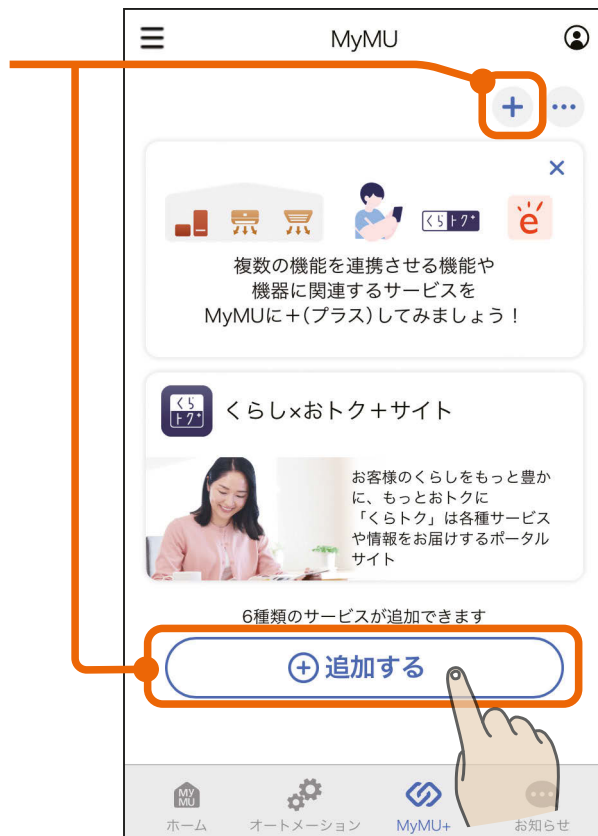 MyMU
くらトク+
é
複数の機能を連携させる機能や
機器に関連するサービスを
MyMUに+(プラス)してみましょう!
くら
トク+
くらし×おトク+サイト
お客様のくらしをもっと豊か
に、もっとおトクに
「くらトク」は各種サービス
や情報をお届けするポータル
サイト
6種類のサービスが追加できます
追加する
MY
MU
ホーム
オートメーション
MyMU+
お知らせ